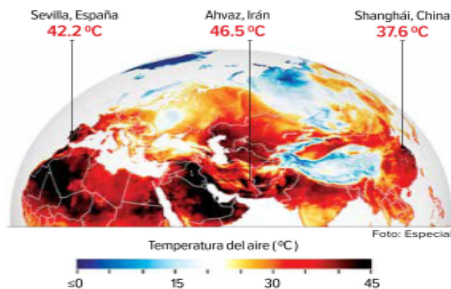 Sevilla, España
42.2 ºC
Ahvaz, Irán
46.5 ºC
Shanghái, China
37.6 ºC
Foto: Especial
Temperatura del aire (ºC)
≤0 15 30 45